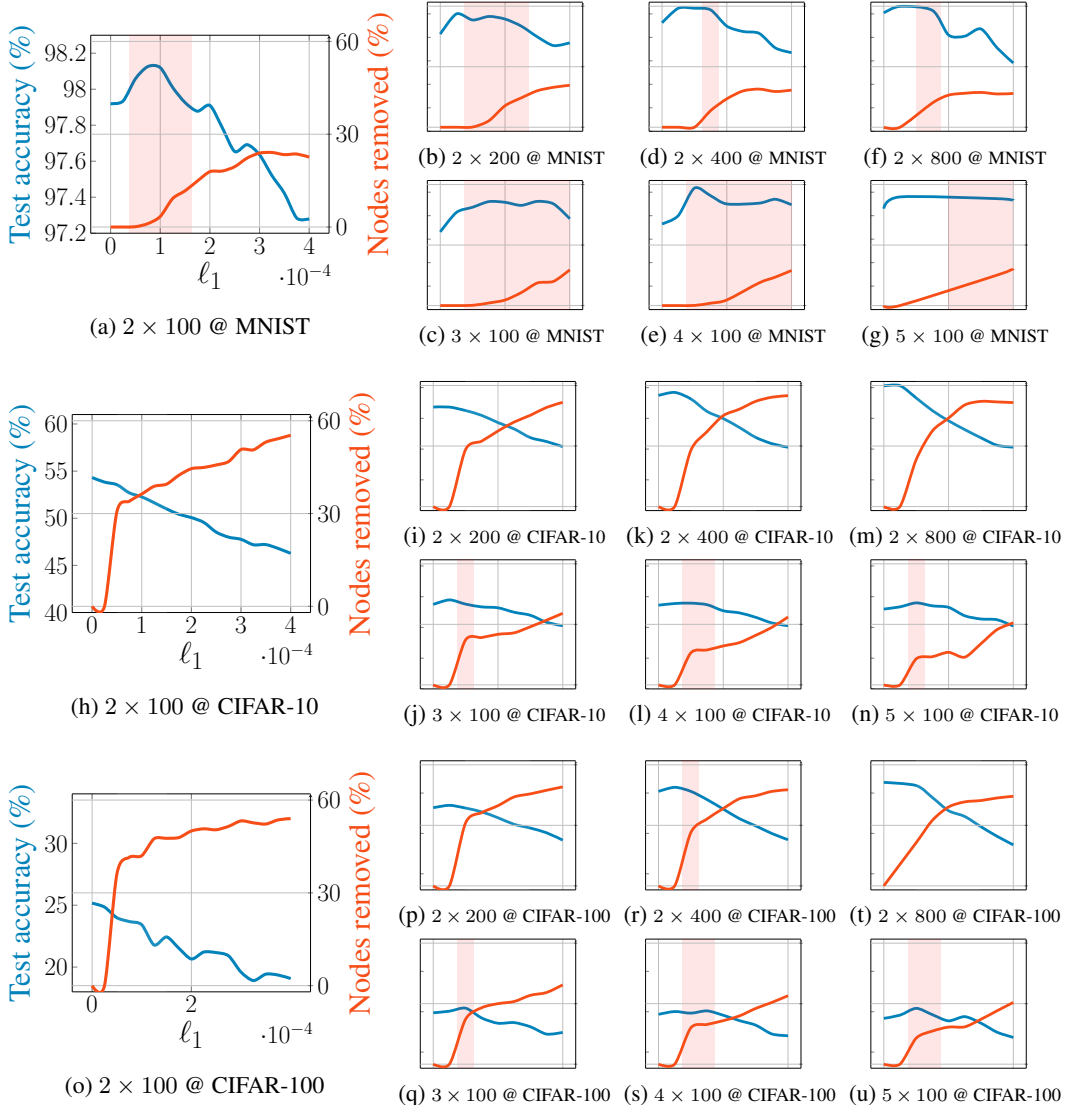 Test accuracy (%)
98.2
98
97.8
97.6
97.4
97.2
0
1
2
3
4
ℓ₁
·10⁻⁴
60
30
0
Nodes removed (%)
(a) 2 × 100 @ MNIST
(b) 2 × 200 @ MNIST
(d) 2 × 400 @ MNIST
(f) 2 × 800 @ MNIST
(c) 3 × 100 @ MNIST
(e) 4 × 100 @ MNIST
(g) 5 × 100 @ MNIST
Test accuracy (%)
60
55
50
45
40
0
1
2
3
4
ℓ₁
·10⁻⁴
60
30
0
Nodes removed (%)
(h) 2 × 100 @ CIFAR-10
(i) 2 × 200 @ CIFAR-10
(k) 2 × 400 @ CIFAR-10
(m) 2 × 800 @ CIFAR-10
(j) 3 × 100 @ CIFAR-10
(l) 4 × 100 @ CIFAR-10
(n) 5 × 100 @ CIFAR-10
Test accuracy (%)
30
25
20
0
2
ℓ₁
·10⁻⁴
60
30
0
Nodes removed (%)
(o) 2 × 100 @ CIFAR-100
(p) 2 × 200 @ CIFAR-100
(r) 2 × 400 @ CIFAR-100
(t) 2 × 800 @ CIFAR-100
(q) 3 × 100 @ CIFAR-100
(s) 4 × 100 @ CIFAR-100
(u) 5 × 100 @ CIFAR-100